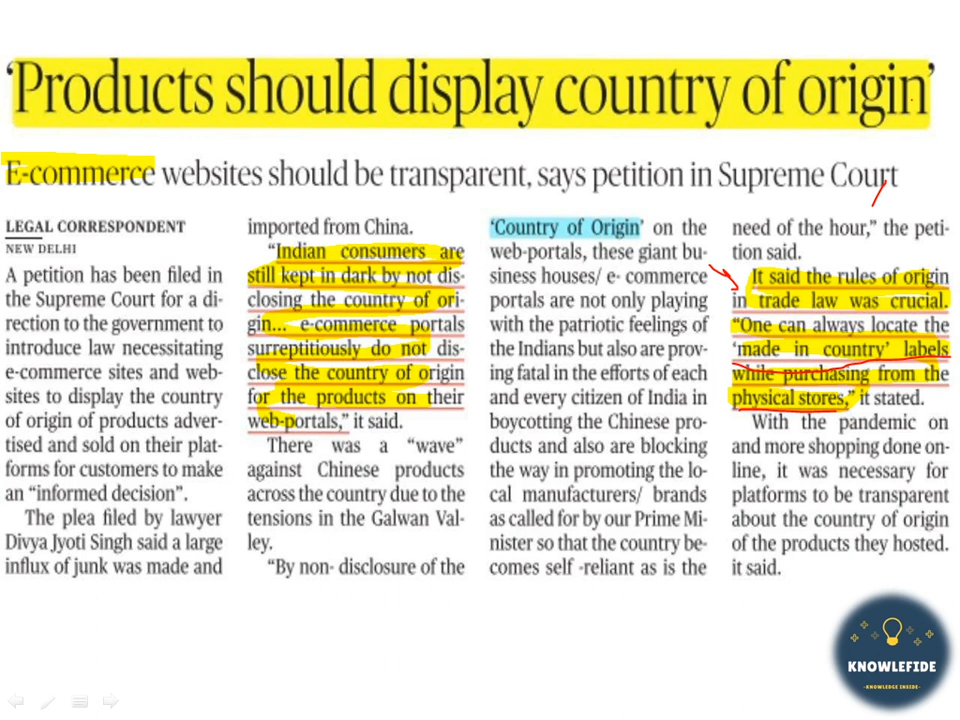 ‘Products should display country of origin’
E-commerce websites should be transparent, says petition in Supreme Court
LEGAL CORRESPONDENT
NEW DELHI
A petition has been filed in
the Supreme Court for a di-
rection to the government to
introduce law necessitating
e-commerce sites and web-
sites to display the country
of origin of products adver-
tised and sold on their plat-
forms for customers to make
an “informed decision”.
The plea filed by lawyer
Divya Jyoti Singh said a large
influx of junk was made and
imported from China.
“Indian consumers are
still kept in dark by not dis-
closing the country of ori-
gin... e-commerce portals
surreptitiously do not dis-
close the country of origin
for the products on their
web-portals,” it said.
There was a “wave”
against Chinese products
across the country due to the
tensions in the Galwan Val-
ley.
“By non- disclosure of the
‘Country of Origin’ on the
web-portals, these giant bu-
siness houses/ e- commerce
portals are not only playing
with the patriotic feelings of
the Indians but also are prov-
ing fatal in the efforts of each
and every citizen of India in
boycotting the Chinese pro-
ducts and also are blocking
the way in promoting the lo-
cal manufacturers/ brands
as called for by our Prime Mi-
nister so that the country be-
comes self -reliant as is the
need of the hour,” the peti-
tion said.
It said the rules of origin
in trade law was crucial.
“One can always locate the
‘made in country’ labels
while purchasing from the
physical stores,” it stated.
With the pandemic on
and more shopping done on-
line, it was necessary for
platforms to be transparent
about the country of origin
of the products they hosted.
it said.
KNOWLEFIDE
-KNOWLEDGE INSIDE-